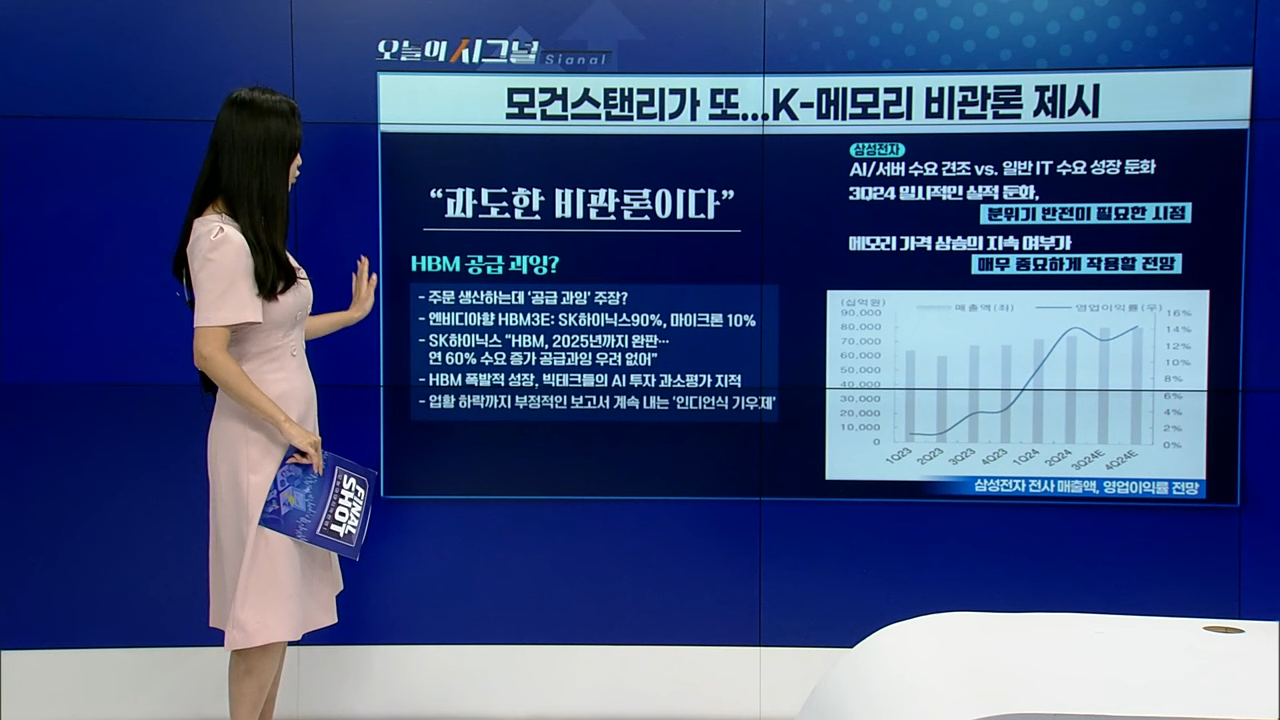 오늘의 시그널
Signal
모건스탠리가 또...K-메모리 비관론 제시
“과도한 비관론이다”
HBM 공급 과잉?
- 주문 생산하는데 ‘공급 과잉’ 주장?
- 엔비디아향 HBM3E: SK하이닉스90%, 마이크론 10%
- SK하이닉스 “HBM, 2025년까지 완판…
연 60% 수요 증가 공급과잉 우려 없어”
- HBM 폭발적 성장, 빅테크들의 AI 투자 과소평가 지적
- 업황 하락까지 부정적인 보고서 계속 내는 ‘인디언식 기우제’
삼성전자
AI/서버 수요 견조 vs. 일반 IT 수요 성장 둔화
3Q24 일시적인 실적 둔화,
분위기 반전이 필요한 시점
메모리 가격 상승의 지속 여부가
매우 중요하게 작용할 전망
(십억원)
매출액(좌)
영업이익률(우)
90,000
80,000
70,000
60,000
50,000
40,000
30,000
20,000
10,000
0
16%
14%
12%
10%
8%
6%
4%
2%
0%
1Q23
2Q23
3Q23
4Q23
1Q24
2Q24
3Q24E
4Q24E
삼성전자 전사 매출액, 영업이익률 전망
FINAL
SHOT